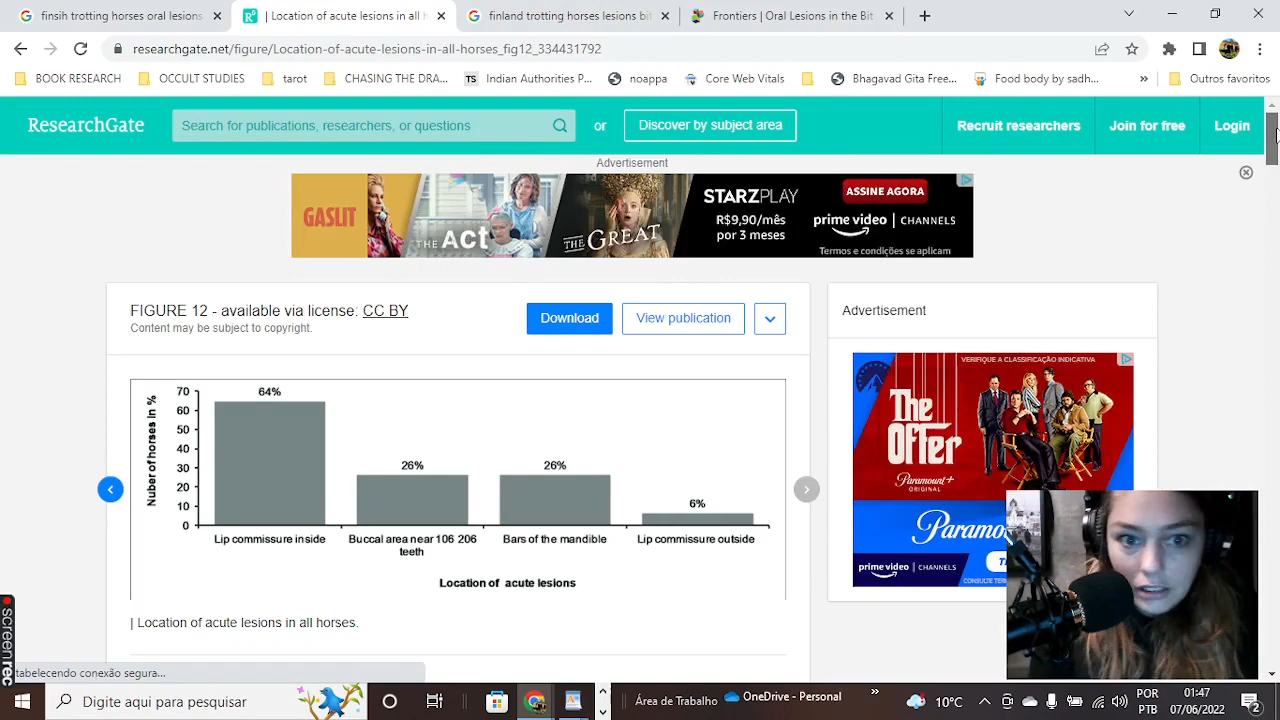 finsih trotting horses oral lesions
| Location of acute lesions in all h
finsih trotting horses oral lesions b
Frontiers | Oral Lesions in the Bit
researchgate.net/figure/Location-of-acute-lesions-in-all-horses_fig12_334431792
BOOK RESEARCH
OCCULT STUDIES
tarot
CHASING THE DRA...
TS
Indian Authorities P...
noappa
Core Web Vitals
Bhagavad Gita Free...
Food body by sadh...
»
Outros favoritos
ResearchGate
Search for publications, researchers, or questions
or
Discover by subject area
Recruit researchers
Join for free
Login
Advertisement
GASLIT
THE ACT
THE GREAT
STARZPLAY
R$9,90/mês
por 3 meses
ASSINE AGORA
prime video | CHANNELS
Termos e condições se aplicam
FIGURE 12 - available via license: CC BY
Content may be subject to copyright.
Download
View publication
Advertisement
VERIFIQUE A CLASSIFICAÇÃO INDICATIVA
The
Offer
Paramount+
ORIGINAL
prime video | CHANNELS
Nuber of horses in %
70
60
50
40
30
20
10
0
64%
26%
26%
6%
Lip commissure inside
Buccal area near 106 206
teeth
Bars of the mandible
Lip commissure outside
Location of acute lesions
| Location of acute lesions in all horses.
screenrec
tabelecendo conexão segura...
Digite aqui para pesquisar
Área de Trabalho
OneDrive - Personal
»
10°C
POR
01:47
07/06/2022
2